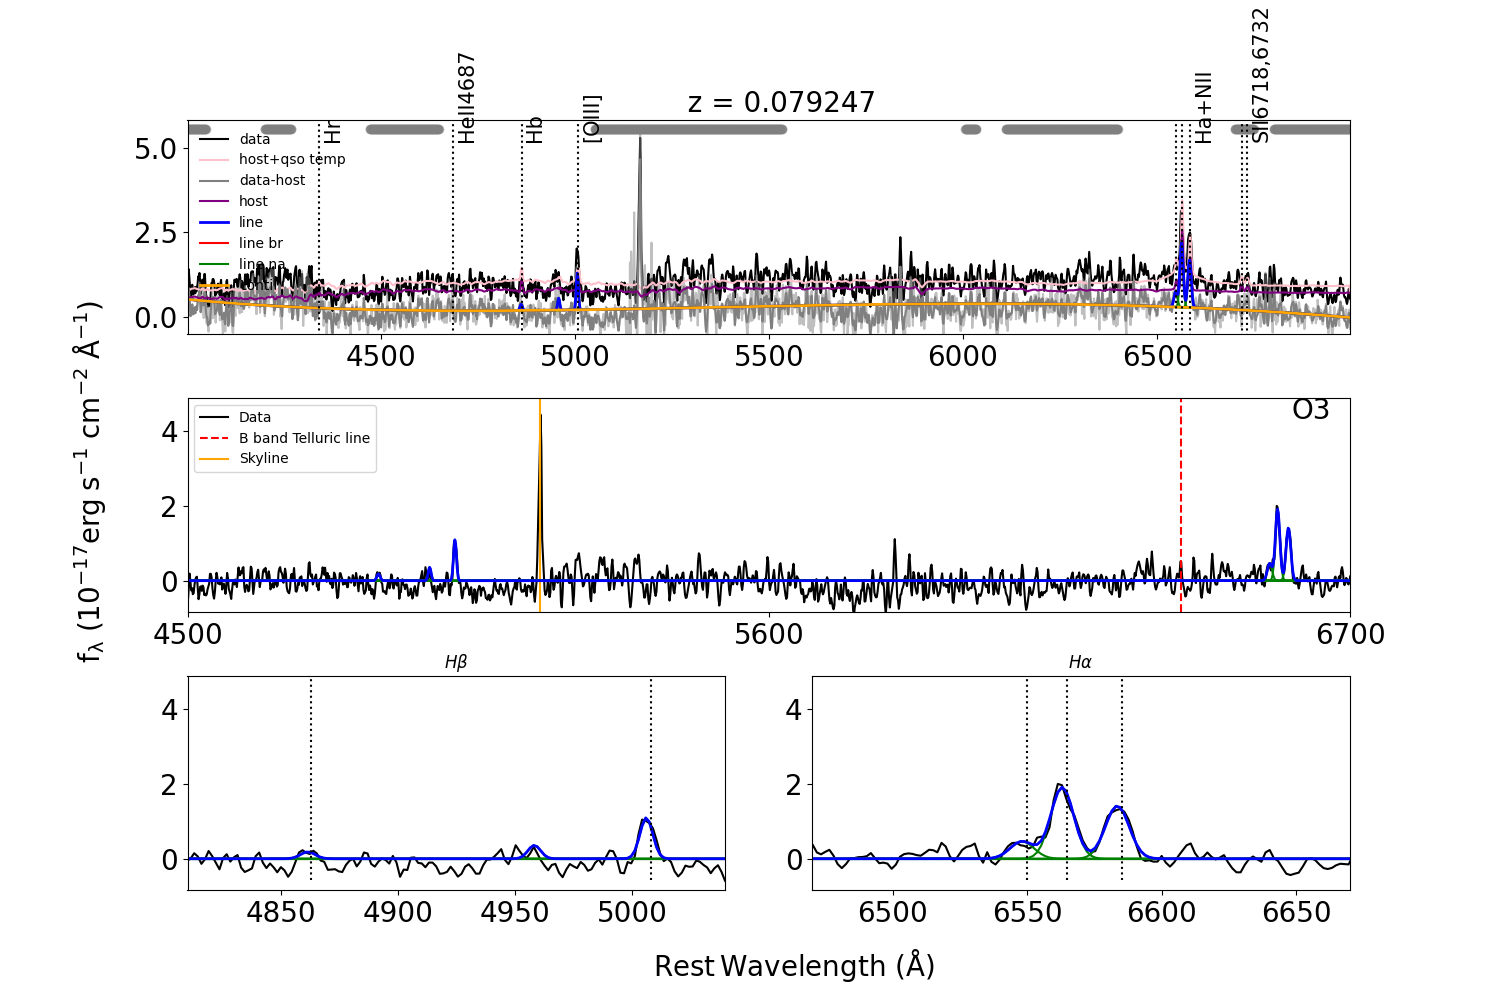 z = 0.079247
Hr
HeII4687
Hb
[OIII]
Ha+NII
SII6718,6732
data
host+qso temp
data-host
host
line
line br
line na
5.0
2.5
0.0
4500
5000
5500
6000
6500
O3
Data
B band Telluric line
Skyline
4
2
0
4500
5600
6700
fλ (10−17erg s−1 cm−2 Å−1)
Hβ
4
2
0
4850
4900
4950
5000
Hα
4
2
0
6500
6550
6600
6650
Rest Wavelength (Å)